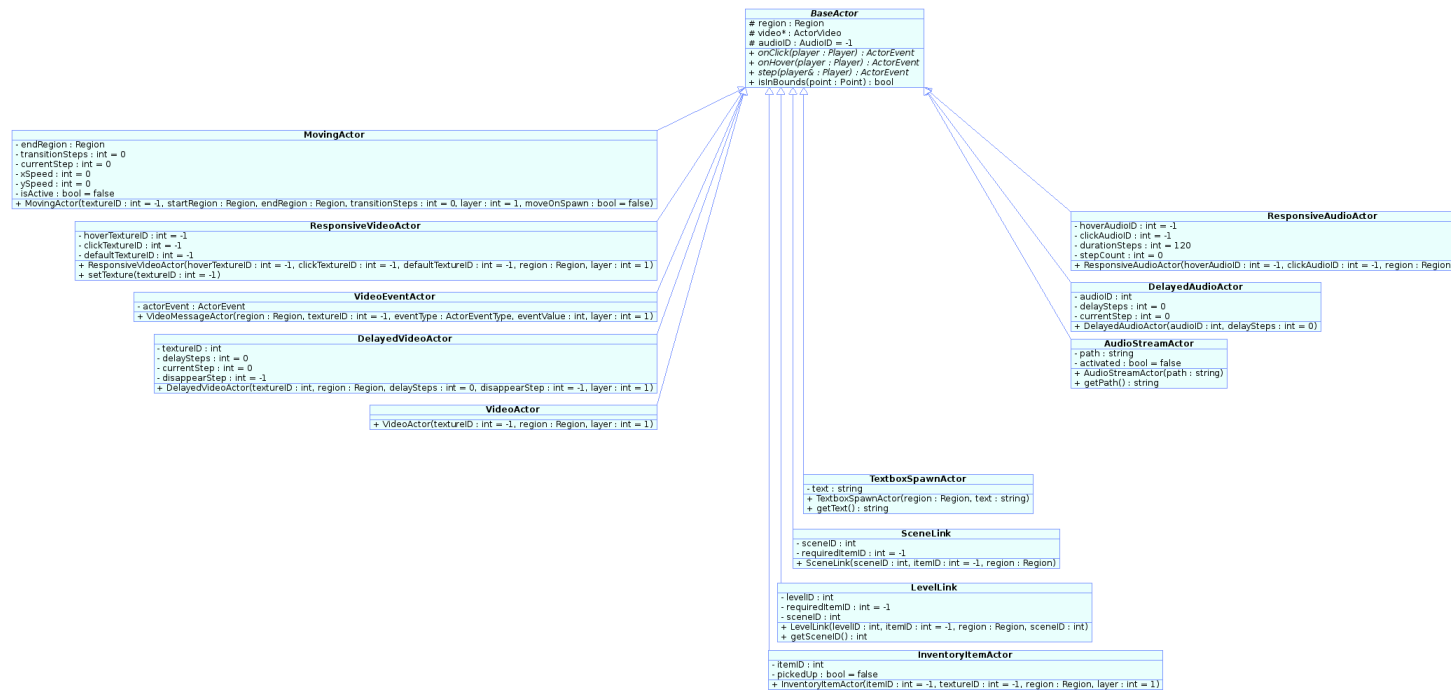 BaseActor
# region : Region
# video* : ActorVideo
# audioID : AudioID = -1
+ onClick(player : Player) : ActorEvent
+ onHover(player : Player) : ActorEvent
+ step(player& : Player) : ActorEvent
+ isInBounds(point : Point) : bool
MovingActor
- endRegion : Region
- transitionSteps : int = 0
- currentStep : int = 0
- xSpeed : int = 0
- ySpeed : int = 0
- isActive : bool = false
+ MovingActor(textureID : int = -1, startRegion : Region, endRegion : Region, transitionSteps : int = 0, layer : int = 1, moveOnSpawn : bool = false)
ResponsiveVideoActor
- hoverTextureID : int = -1
- clickTextureID : int = -1
- defaultTextureID : int = -1
+ ResponsiveVideoActor(hoverTextureID : int = -1, clickTextureID : int = -1, defaultTextureID : int = -1, region : Region, layer : int = 1)
+ setTexture(textureID : int = -1)
VideoEventActor
- actorEvent : ActorEvent
+ VideoMessageActor(region : Region, textureID : int = -1, eventType : ActorEventType, eventValue : int, layer : int = 1)
DelayedVideoActor
- textureID : int
- delaySteps : int = 0
- currentStep : int = 0
- disappearStep : int = -1
+ DelayedVideoActor(textureID : int, region : Region, delaySteps : int = 0, disappearStep : int = -1, layer : int = 1)
VideoActor
+ VideoActor(textureID : int = -1, region : Region, layer : int = 1)
ResponsiveAudioActor
- hoverAudioID : int = -1
- clickAudioID : int = -1
- durationSteps : int = 120
- stepCount : int = 0
+ ResponsiveAudioActor(hoverAudioID : int = -1, clickAudioID : int = -1, region : Region
DelayedAudioActor
- audioID : int
- delaySteps : int = 0
- currentStep : int = 0
+ DelayedAudioActor(audioID : int, delaySteps : int = 0)
AudioStreamActor
- path : string
- activated : bool = false
+ AudioStreamActor(path : string)
+ getPath() : string
TextboxSpawnActor
- text : string
+ TextboxSpawnActor(region : Region, text : string)
+ getText() : string
SceneLink
- sceneID : int
- requiredItemID : int = -1
+ SceneLink(sceneID : int, itemID : int = -1, region : Region)
LevelLink
- levelID : int
- requiredItemID : int = -1
- sceneID : int
+ LevelLink(levelID : int, itemID : int = -1, region : Region, sceneID : int)
+ getSceneID() : int
InventoryItemActor
- itemID : int
- pickedUp : bool = false
+ InventoryItemActor(itemID : int = -1, textureID : int = -1, region : Region, layer : int = 1)